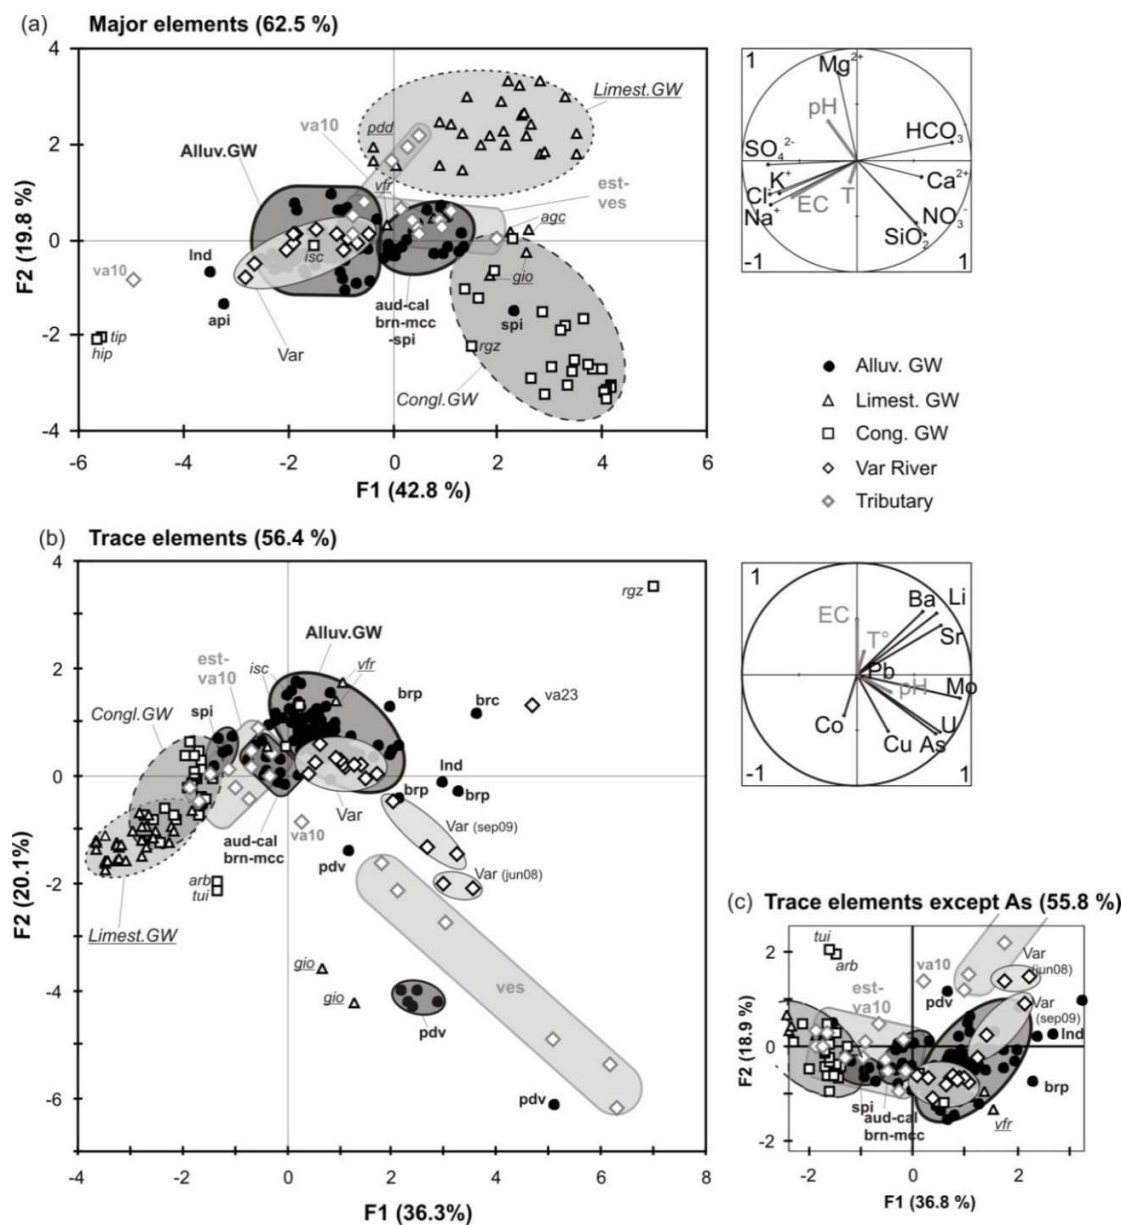 (a) Major elements (62.5 %)
4
2
0
-2
-4
F2 (19.8 %)
-6
-4
-2
0
2
4
6
F1 (42.8 %)
va10
pdd
Limest.GW
Alluv.GW
vfr
est-
ves
agc
lnd
isc
gio
va10
api
aud-cal
brn-mcc
-spi
spi
Var
tip
hip
rgz
Congl.GW
1
Mg2+
pH
HCO3-
SO42-
K+
Cl-
Na+
EC
T
Ca2+
NO3-
SiO2
-1
1
Alluv. GW
Limest. GW
Cong. GW
Var River
Tributary
(b) Trace elements (56.4 %)
4
2
0
-2
-4
-6
F2 (20.1%)
-4
-2
0
2
4
6
8
F1 (36.3%)
rgz
Alluv.GW
est-
va10
isc
vfr
Congl.GW
spi
brp
brc
va23
lnd
brp
brp
Var
aud-cal
brn-mcc
va10
Var (sep09)
pdv
Var (jun08)
arb
tui
Limest.GW
gio
gio
ves
pdv
pdv
1
EC
Ba
Li
T°
Sr
Pb
pH
Mo
Co
Cu
As
U
-1
1
(c) Trace elements except As (55.8 %)
2
0
-2
F2 (18.9 %)
-2
0
2
F1 (36.8 %)
tui
arb
va10
Var
(jun08)
est-
va10
pdv
Var
(sep09)
lnd
spi
aud-cal
brn-mcc
brp
vfr